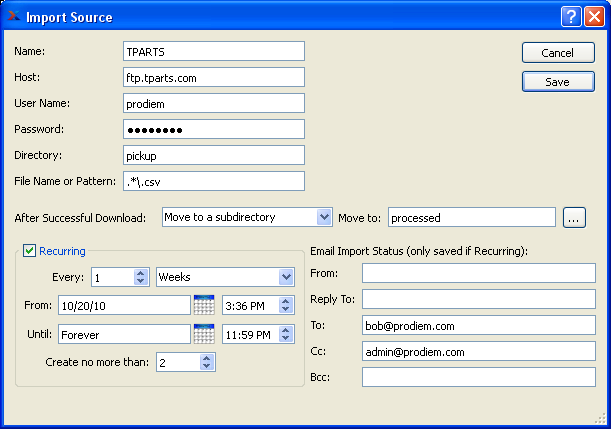 Import Source
Name: TPARTS
Cancel
Host: ftp.tparts.com
Save
User Name: prodiem
Password: ●●●●●●●●
Directory: pickup
File Name or Pattern: .*\.csv
After Successful Download: Move to a subdirectory Move to: processed ...
Recurring
Every: 1 Weeks
From: 10/20/10 3:36 PM
Until: Forever 11:59 PM
Create no more than: 2
Email Import Status (only saved if Recurring):
From:
Reply To:
To: bob@prodiem.com
Cc: admin@prodiem.com
Bcc: